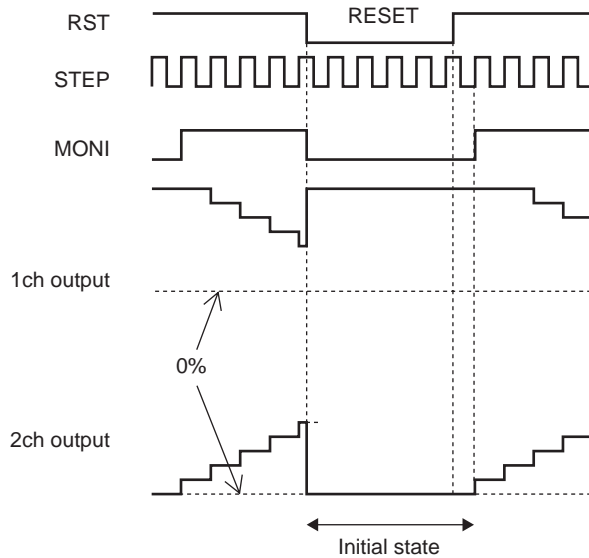 RST
RESET
STEP
MONI
1ch output
0%
2ch output
Initial state